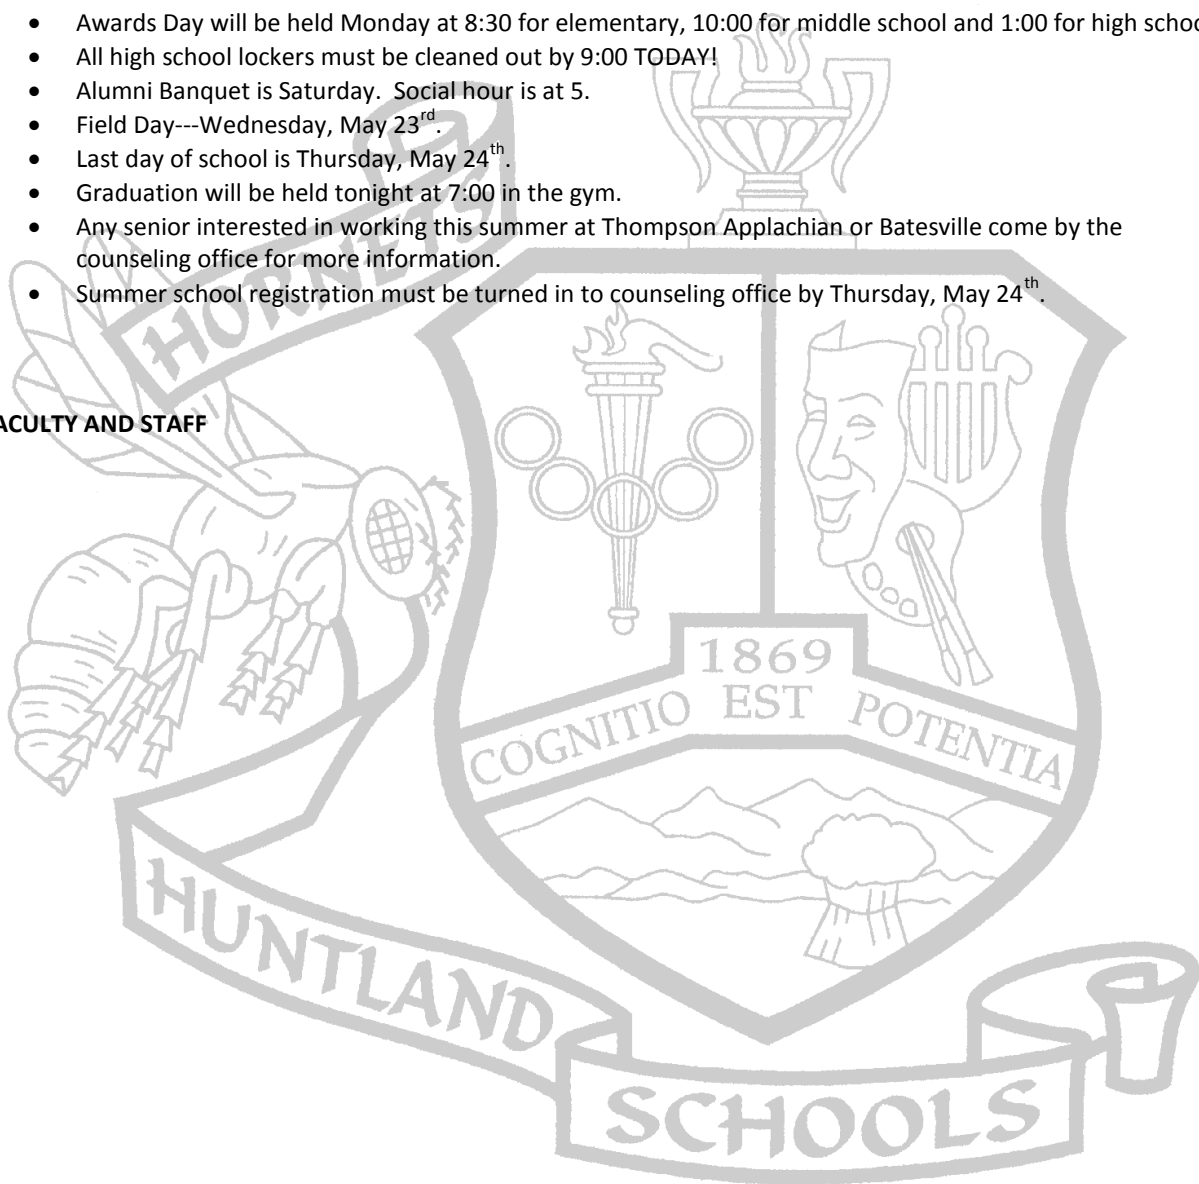 • Awards Day will be held Monday at 8:30 for elementary, 10:00 for middle school and 1:00 for high schoo
• All high school lockers must be cleaned out by 9:00 TODAY!
• Alumni Banquet is Saturday.  Social hour is at 5.
• Field Day---Wednesday, May 23rd.
• Last day of school is Thursday, May 24th.
• Graduation will be held tonight at 7:00 in the gym.
• Any senior interested in working this summer at Thompson Applachian or Batesville come by the
counseling office for more information.
• Summer school registration must be turned in to counseling office by Thursday, May 24th.
HORNETS
ACULTY AND STAFF
1869
COGNITIO EST POTENTIA
HUNTLAND
SCHOOLS